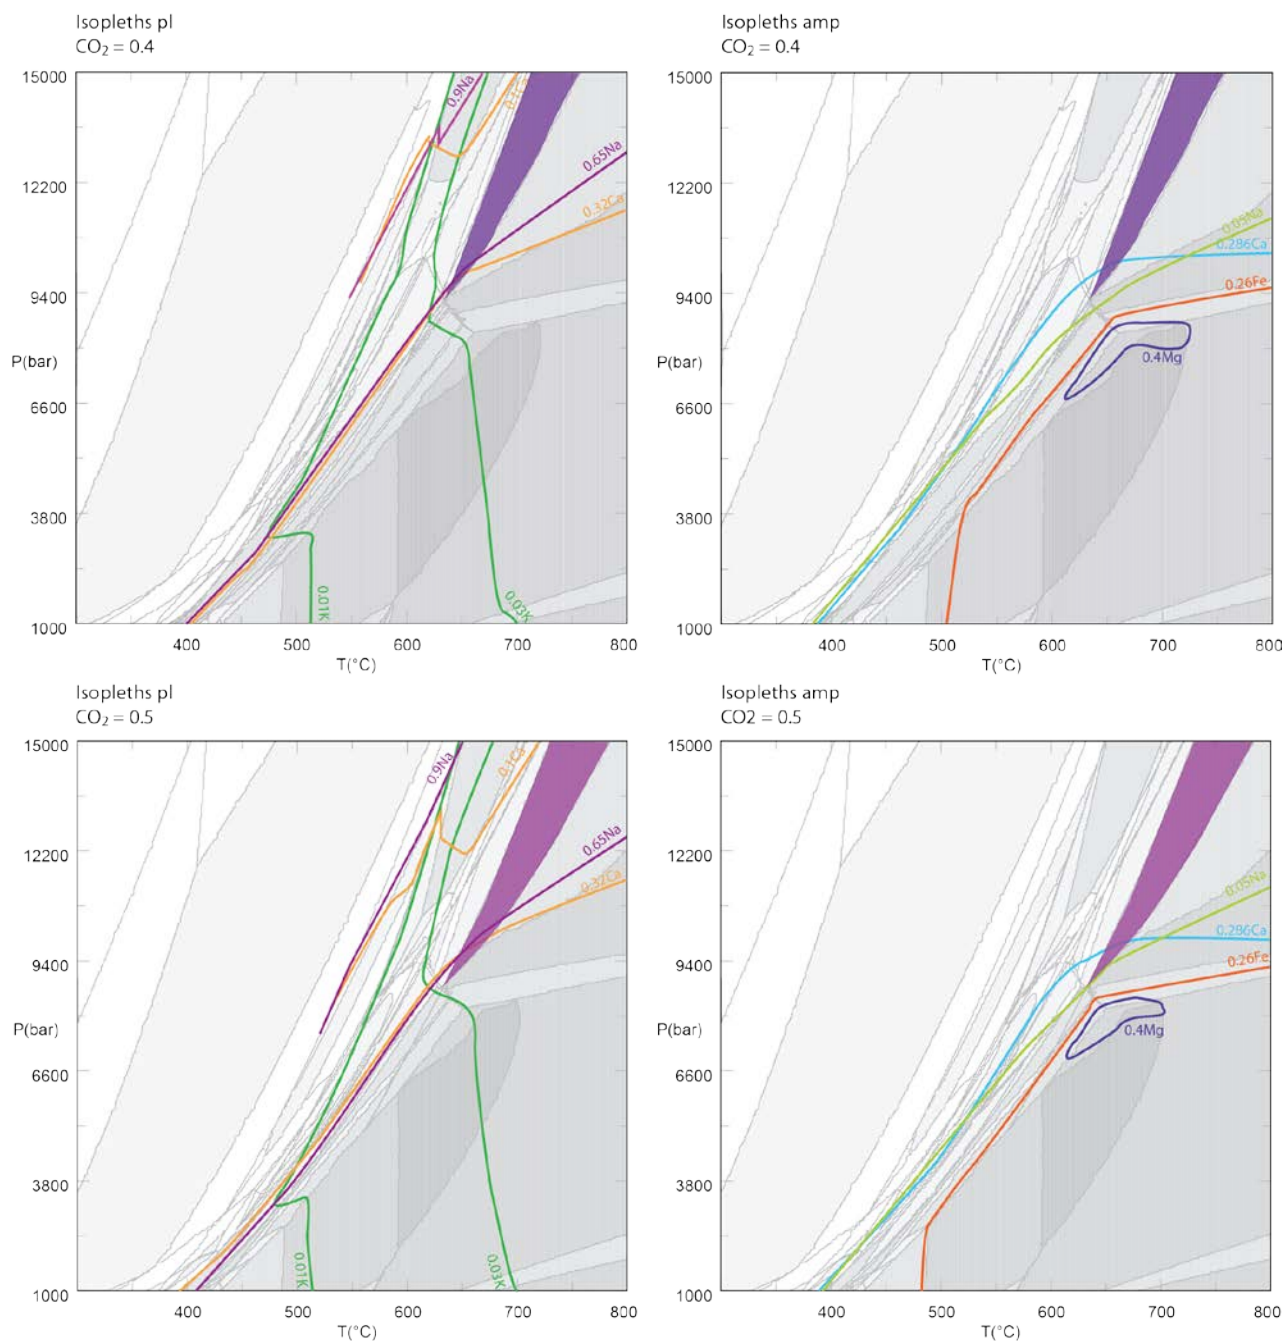 Isopleths pl
CO₂ = 0.4
15000
12200
9400
P(bar)
6600
3800
1000
400
500
600
700
800
T(°C)
0.9Na
0.1Ca
0.65Na
0.32Ca
0.01K
0.03K
Isopleths amp
CO₂ = 0.4
15000
12200
9400
P(bar)
6600
3800
1000
400
500
600
700
800
T(°C)
0.05Na
0.286Ca
0.26Fe
0.4Mg
Isopleths pl
CO₂ = 0.5
15000
12200
9400
P(bar)
6600
3800
1000
400
500
600
700
800
T(°C)
0.9Na
0.1Ca
0.65Na
0.32Ca
0.01K
0.03K
Isopleths amp
CO2 = 0.5
15000
12200
9400
P(bar)
6600
3800
1000
400
500
600
700
800
T(°C)
0.05Na
0.286Ca
0.26Fe
0.4Mg